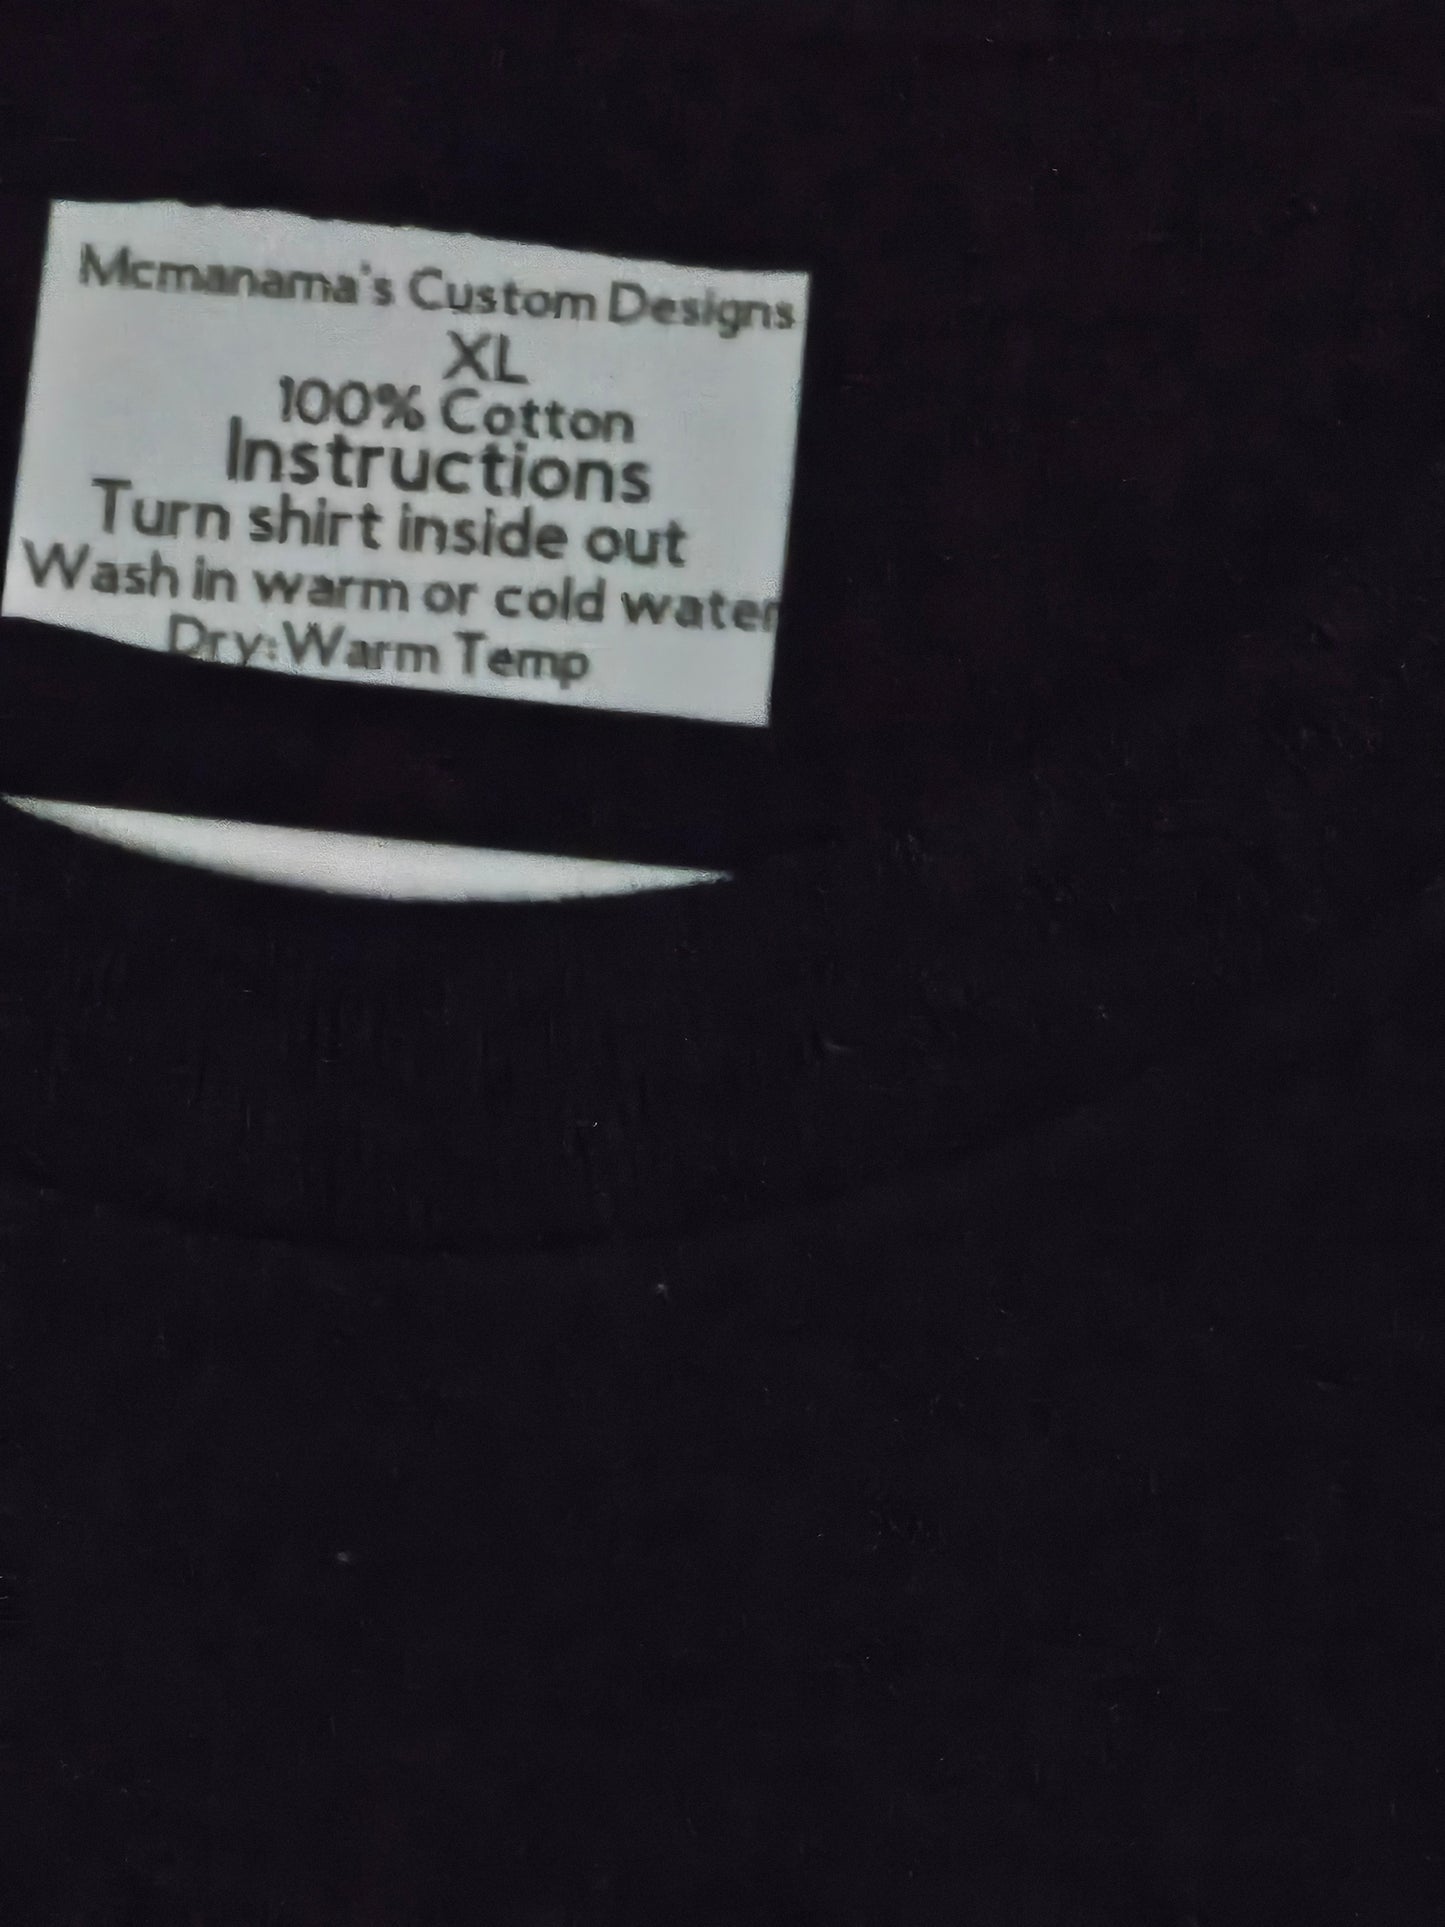 Mcmanama's Custom Designs
XL
100% Cotton
Instructions
Turn shirt inside out
Wash in warm or cold water
Dry:Warm Temp